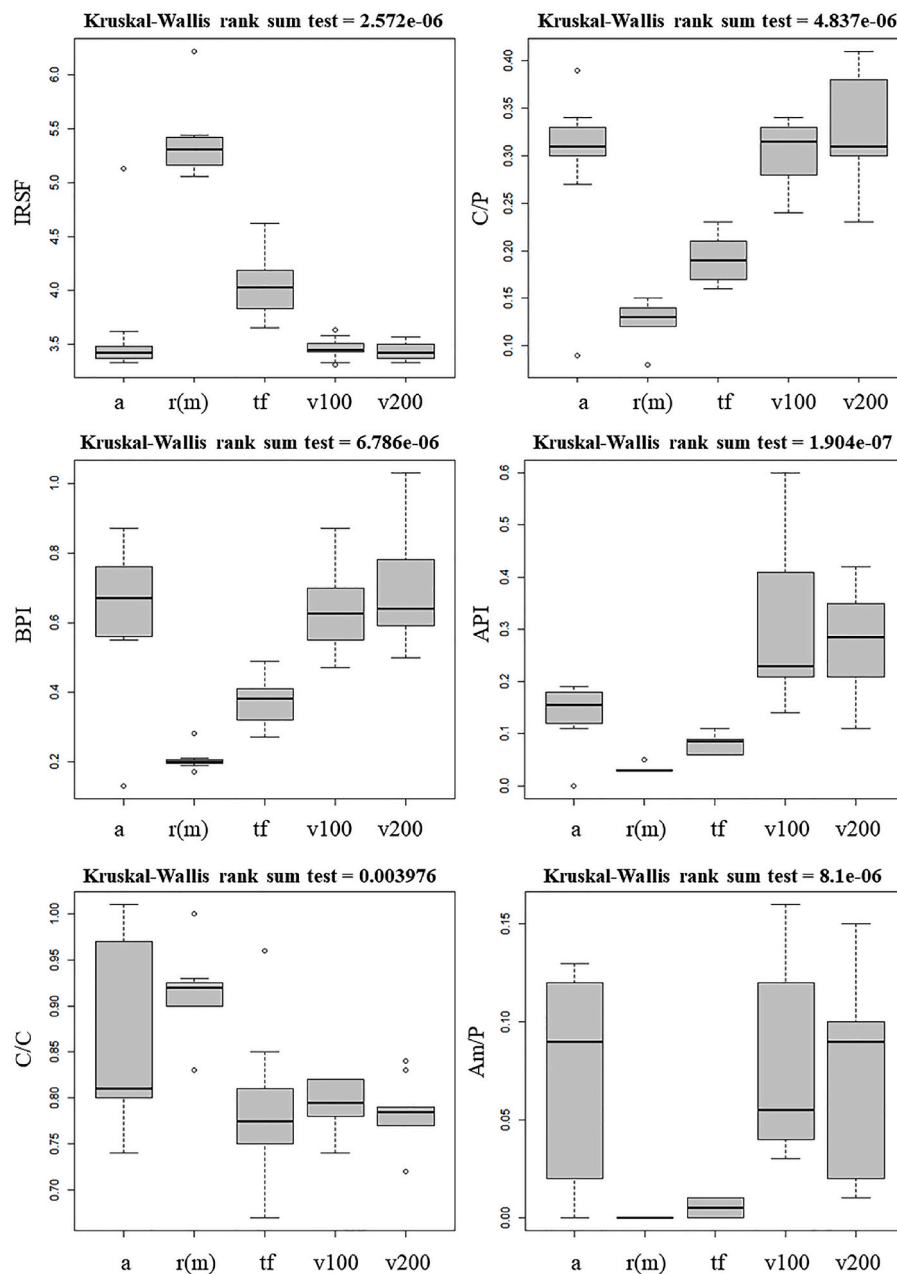 Kruskal-Wallis rank sum test = 2.572e-06
IRSF
6.0
5.5
5.0
4.5
4.0
3.5
a r(m) tf v100 v200
Kruskal-Wallis rank sum test = 4.837e-06
C/P
0.40
0.35
0.30
0.25
0.20
0.15
0.10
a r(m) tf v100 v200
Kruskal-Wallis rank sum test = 6.786e-06
BPI
1.0
0.8
0.6
0.4
0.2
a r(m) tf v100 v200
Kruskal-Wallis rank sum test = 1.904e-07
API
0.6
0.5
0.4
0.3
0.2
0.1
0.0
a r(m) tf v100 v200
Kruskal-Wallis rank sum test = 0.003976
C/C
1.00
0.95
0.90
0.85
0.80
0.75
0.70
a r(m) tf v100 v200
Kruskal-Wallis rank sum test = 8.1e-06
Am/P
0.15
0.10
0.05
0.00
a r(m) tf v100 v200